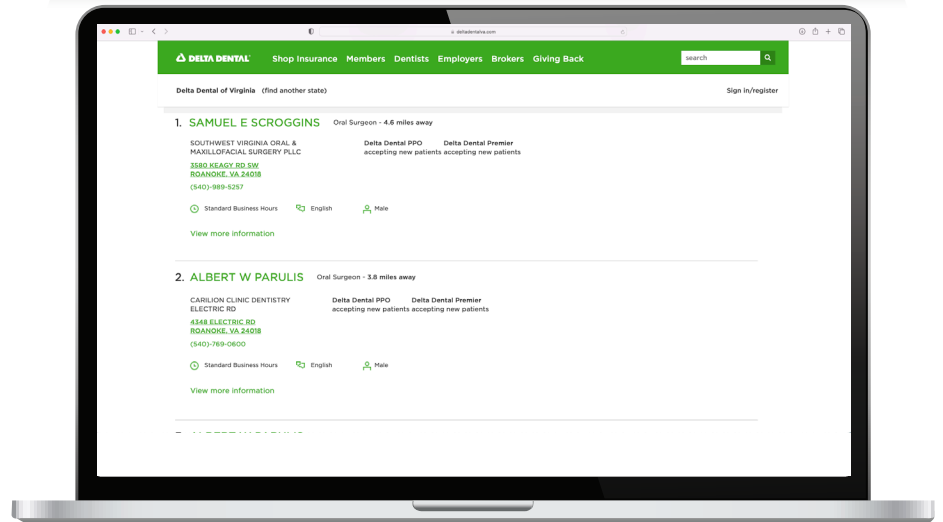 deltadentalva.com
DELTA DENTAL Shop Insurance Members Dentists Employers Brokers Giving Back search
Delta Dental of Virginia (find another state) Sign in/register
1. SAMUEL E SCROGGINS Oral Surgeon - 4.6 miles away
SOUTHWEST VIRGINIA ORAL & Delta Dental PPO Delta Dental Premier
MAXILLOFACIAL SURGERY PLLC accepting new patients accepting new patients
3580 KEAGY RD SW
ROANOKE, VA 24018
(540)-989-5257
Standard Business Hours English Male
View more information
2. ALBERT W PARULIS Oral Surgeon - 3.8 miles away
CARILION CLINIC DENTISTRY Delta Dental PPO Delta Dental Premier
ELECTRIC RD accepting new patients accepting new patients
4348 ELECTRIC RD
ROANOKE, VA 24018
(540)-769-0600
Standard Business Hours English Male
View more information